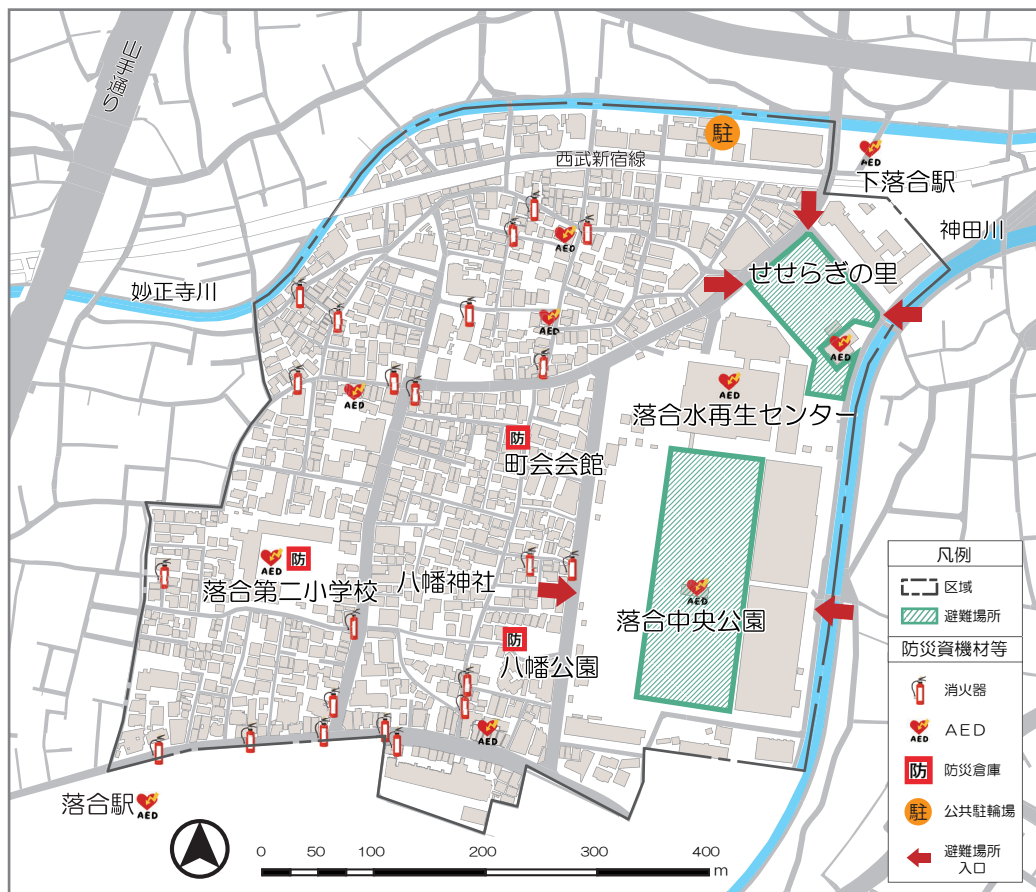 山手通り
駐
西武新宿線
AED
下落合駅
神田川
AED
せせらぎの里
妙正寺川
AED
AED
AED
AED
落合水再生センター
防
町会会館
AED
防
落合第二小学校
八幡神社
AED
落合中央公園
防
八幡公園
AED
落合駅
AED
0 50 100 200 300 400
m
凡例
区域
避難場所
防災資機材等
消火器
AED
AED
防
防災倉庫
駐
公共駐輪場
避難場所
入口